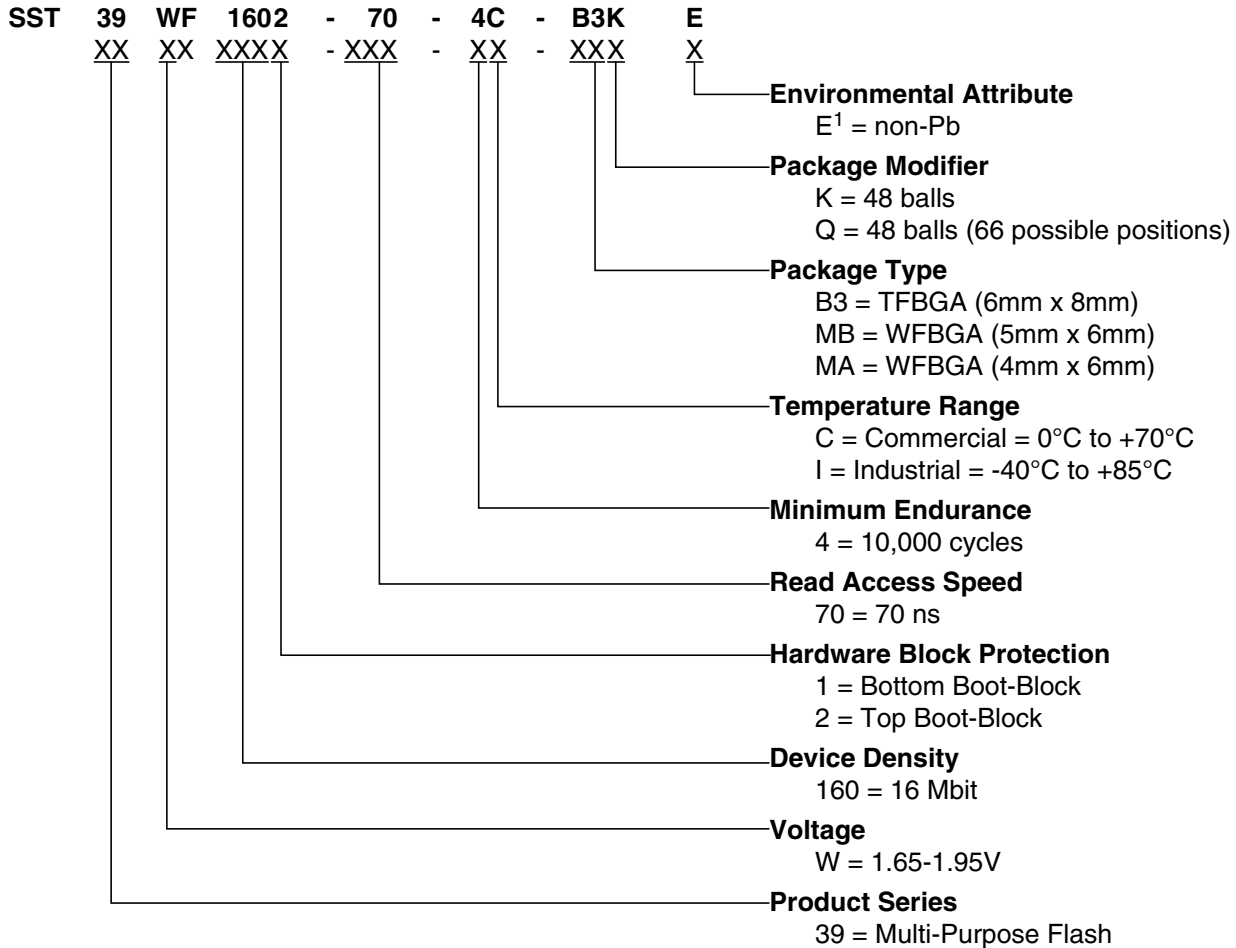 SST 39 WF 1602 - 70 - 4C - B3K E
XX XX XXXX - XXX - XX - XXX X
Environmental Attribute
E1 = non-Pb
Package Modifier
K = 48 balls
Q = 48 balls (66 possible positions)
Package Type
B3 = TFBGA (6mm x 8mm)
MB = WFBGA (5mm x 6mm)
MA = WFBGA (4mm x 6mm)
Temperature Range
C = Commercial = 0°C to +70°C
I = Industrial = -40°C to +85°C
Minimum Endurance
4 = 10,000 cycles
Read Access Speed
70 = 70 ns
Hardware Block Protection
1 = Bottom Boot-Block
2 = Top Boot-Block
Device Density
160 = 16 Mbit
Voltage
W = 1.65-1.95V
Product Series
39 = Multi-Purpose Flash